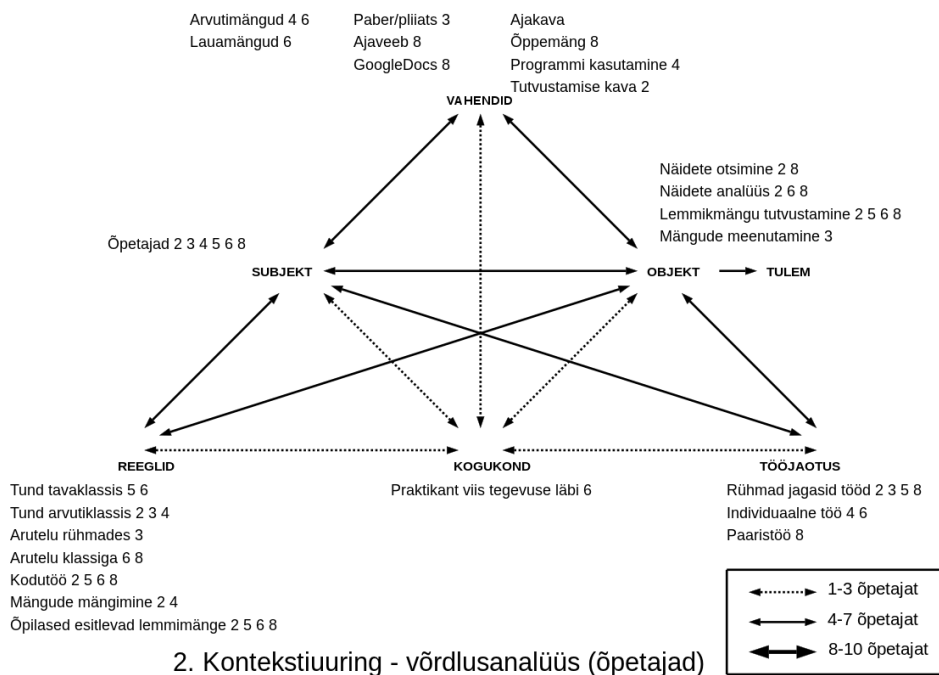 Arvutimängud 4 6
Lauamängud 6
Paber/pliiats 3
Ajaveeb 8
GoogleDocs 8
Ajakava
Õppemäng 8
Programmi kasutamine 4
Tutvustamise kava 2
VAHENDID
Näidete otsimine 2 8
Näidete analüüs 2 6 8
Lemmikmängu tutvustamine 2 5 6 8
Mängude meenutamine 3
Õpetajad 2 3 4 5 6 8
SUBJEKT
OBJEKT
TULEM
REEGLID
Tund tavaklassis 5 6
Tund arvutiklassis 2 3 4
Arutelu rühmades 3
Arutelu klassiga 6 8
Kodutöö 2 5 6 8
Mängude mängimine 2 4
Õpilased esitlevad lemmimänge 2 5 6 8
KOGUKOND
Praktikant viis tegevuse läbi 6
TÖÖJAOTUS
Rühmad jagasid tööd 2 3 5 8
Individuaalne töö 4 6
Paaristöö 8
1-3 õpetajat
4-7 õpetajat
8-10 õpetajat
2. Kontekstiuuring - võrdlusanalüüs (õpetajad)